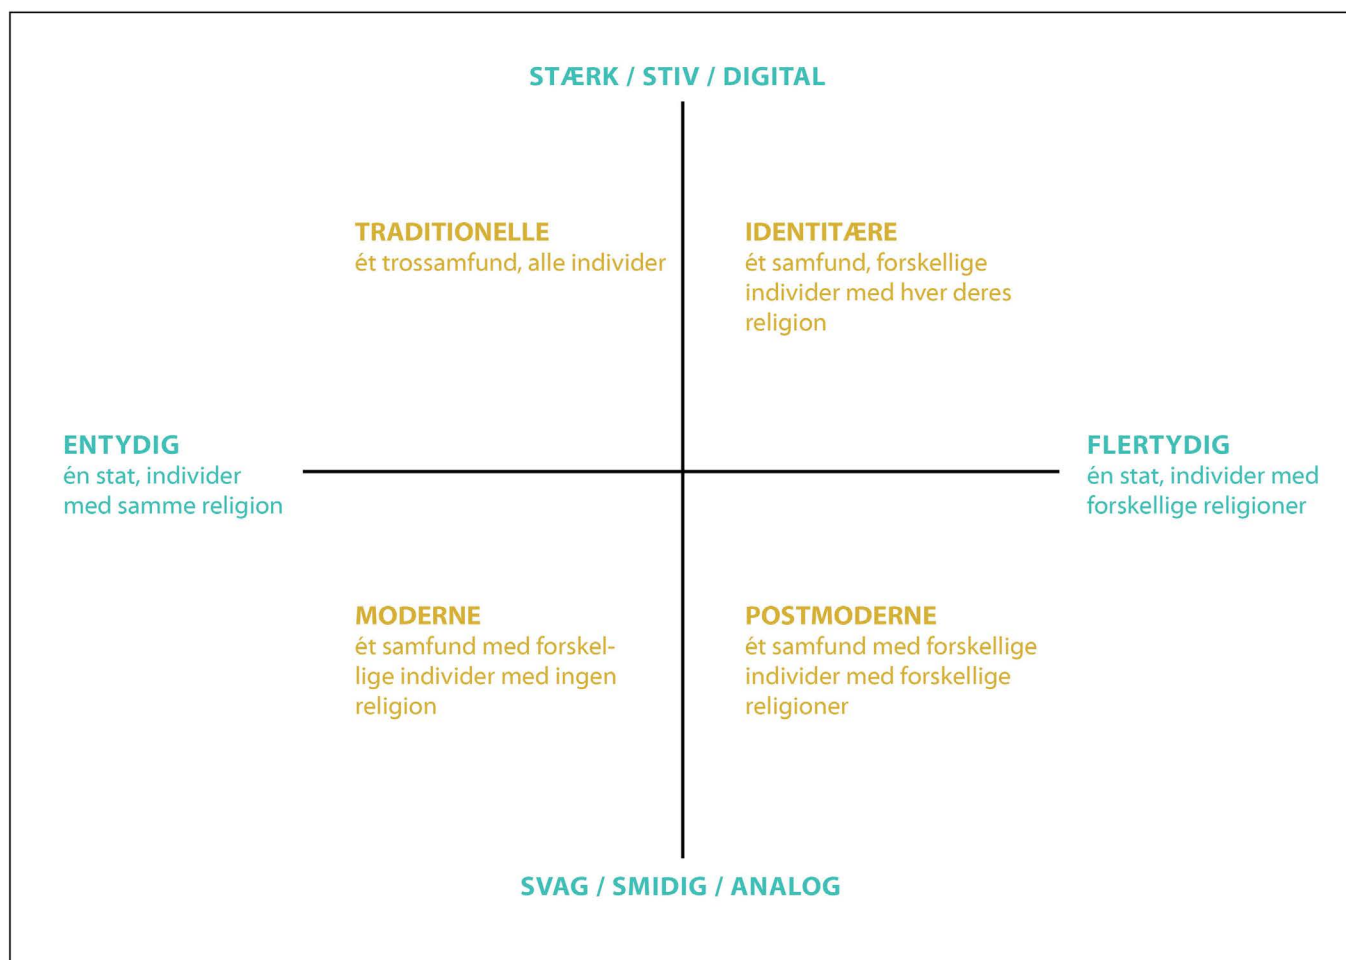 STÆRK / STIV / DIGITAL
TRADITIONELLE
ét trossamfund, alle individer
IDENTITÆRE
ét samfund, forskellige
individer med hver deres
religion
ENTYDIG
én stat, individer
med samme religion
FLERTYDIG
én stat, individer med
forskellige religioner
MODERNE
ét samfund med forskel-
lige individer med ingen
religion
POSTMODERNE
ét samfund med forskellige
individer med forskellige
religioner
SVAG / SMIDIG / ANALOG